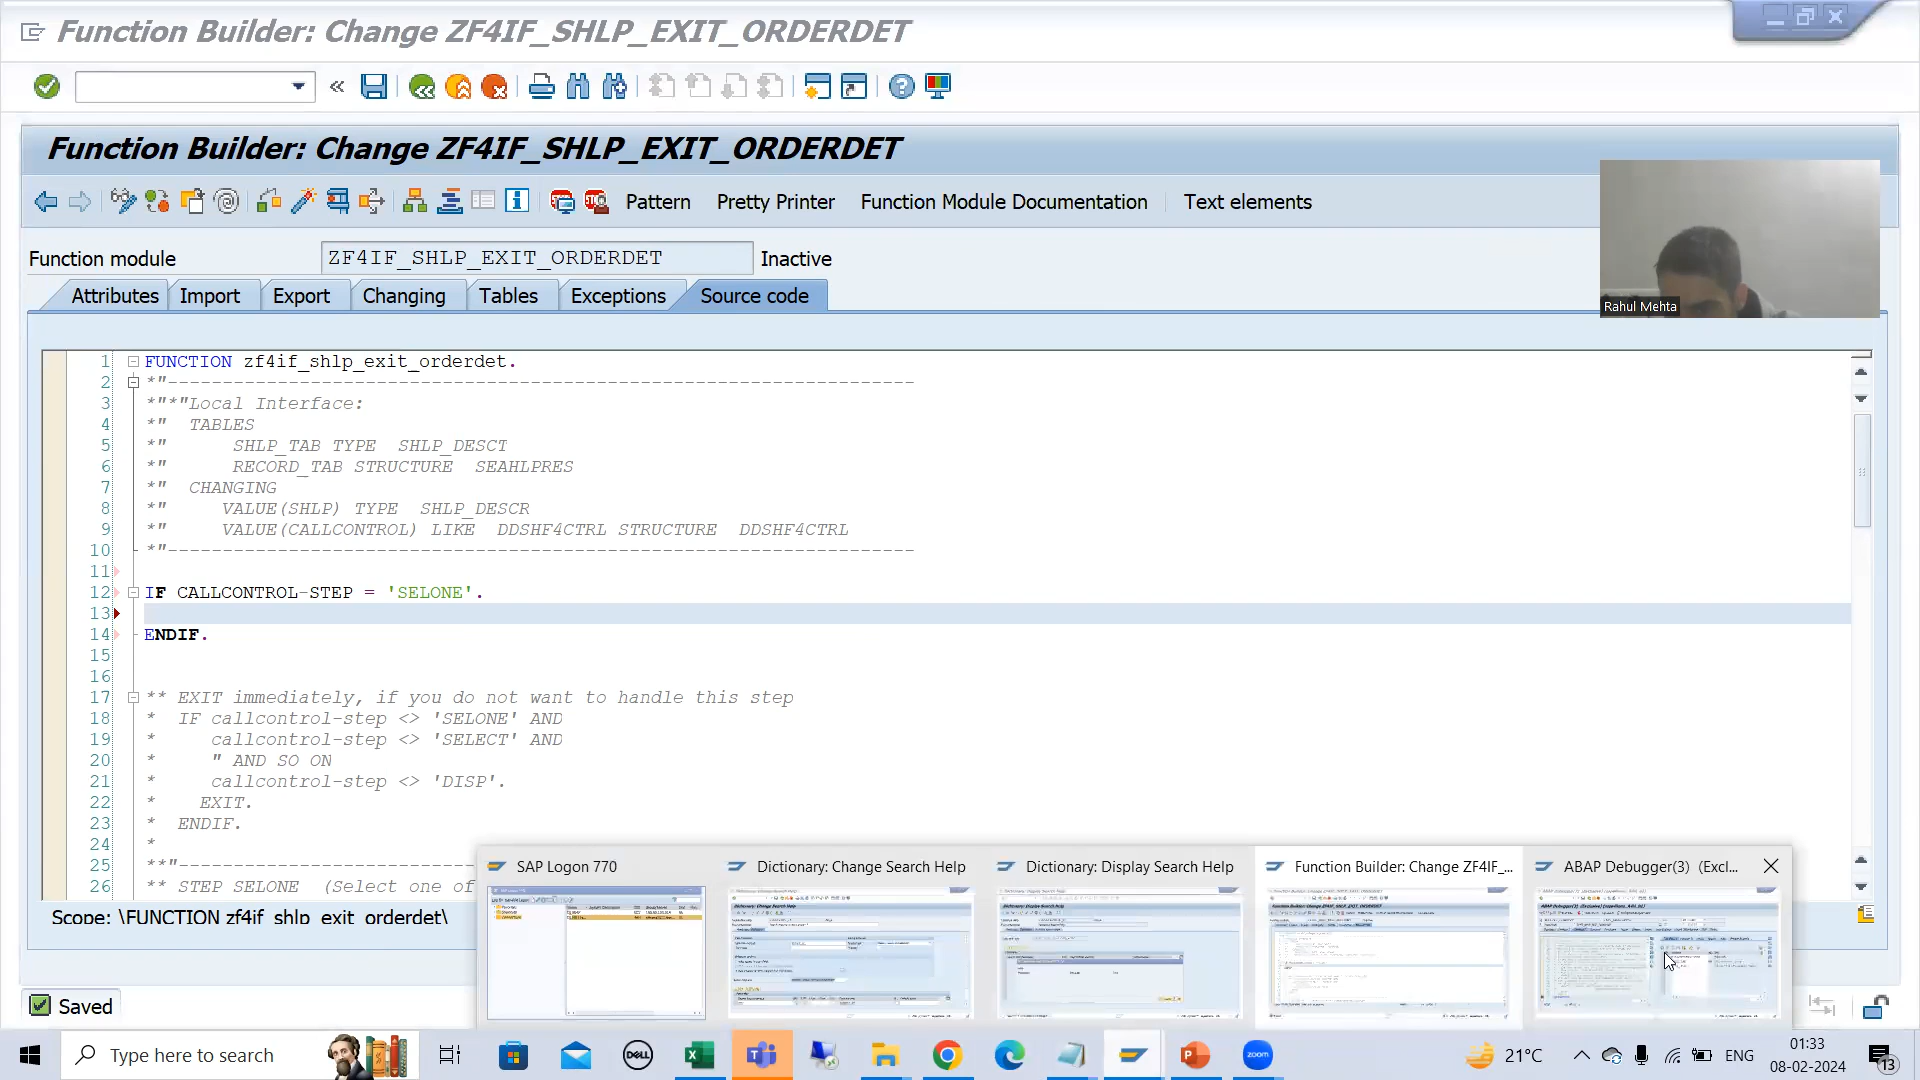 Function Builder: Change ZF4IF_SHLP_EXIT_ORDERDET
Function Builder: Change ZF4IF_SHLP_EXIT_ORDERDET
Pattern Pretty Printer Function Module Documentation Text elements
Function module ZF4IF_SHLP_EXIT_ORDERDET Inactive
Attributes Import Export Changing Tables Exceptions Source code
Rahul Mehta
1 FUNCTION zf4if_shlp_exit_orderdet.
2 *"----------------------------------------------------------------------
3 *"*"Local Interface:
4 *" TABLES
5 *" SHLP_TAB TYPE SHLP_DESCT
6 *" RECORD_TAB STRUCTURE SEAHLPRES
7 *" CHANGING
8 *" VALUE(SHLP) TYPE SHLP_DESCR
9 *" VALUE(CALLCONTROL) LIKE DDSHF4CTRL STRUCTURE DDSHF4CTRL
10 *"----------------------------------------------------------------------
11
12 IF CALLCONTROL-STEP = 'SELONE'.
13
14 ENDIF.
15
16
17 ** EXIT immediately, if you do not want to handle this step
18 * IF callcontrol-step <> 'SELONE' AND
19 * callcontrol-step <> 'SELECT' AND
20 * " AND SO ON
21 * callcontrol-step <> 'DISP'.
22 * EXIT.
23 * ENDIF.
24 *
25 **"----------------------------
26 ** STEP SELONE (Select one of
Scope: \FUNCTION zf4if_shlp_exit_orderdet\
SAP Logon 770
Dictionary: Change Search Help
Dictionary: Display Search Help
Function Builder: Change ZF4IF_...
ABAP Debugger(3) (Excl...
Saved
Type here to search
DELL
zoom
21°C
ENG
01:33
08-02-2024
13